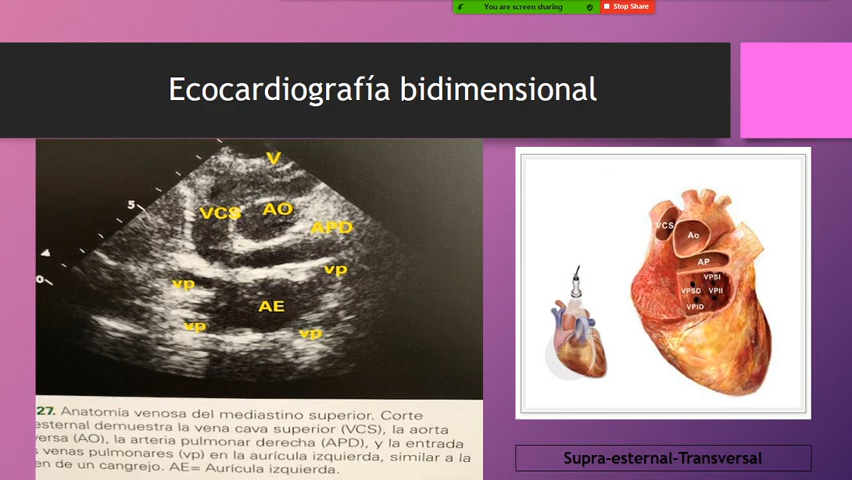 You are screen sharing
Stop Share
Ecocardiografía bidimensional
V
5
VCS
AO
APD
vp
vp
AE
vp
vp
VCS
Ao
AP
VPSI
VPSD VPII
VPID
27. Anatomía venosa del mediastino superior. Corte
esternal demuestra la vena cava superior (VCS), la aorta
versa (AO), la arteria pulmonar derecha (APD), y la entrada
venas pulmonares (vp) en la aurícula izquierda, similar a la
en de un cangrejo. AE= Aurícula izquierda.
Supra-esternal-Transversal